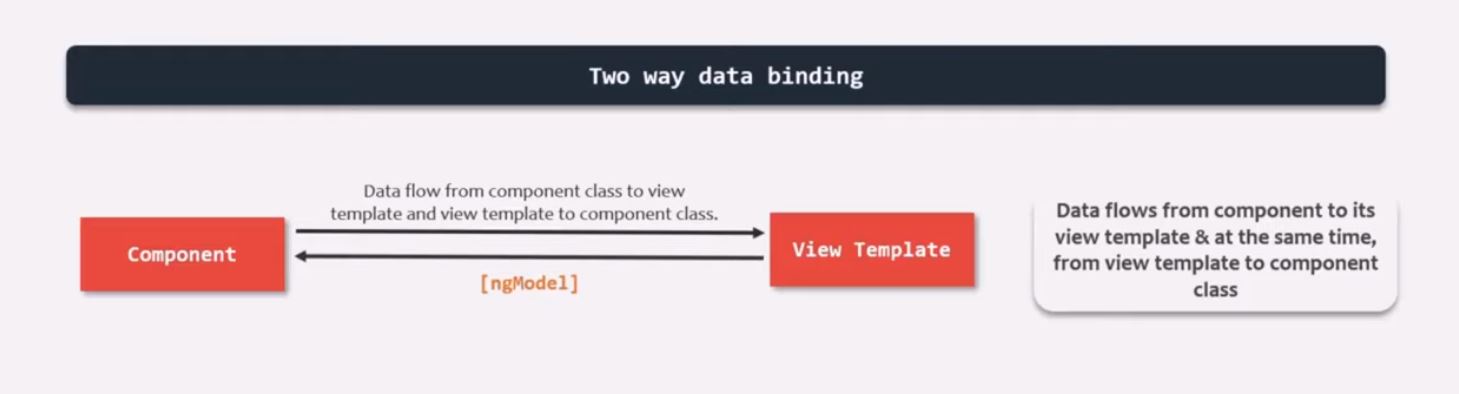 Two way data binding
Data flow from component class to view
template and view template to component class.
Component
View Template
[ngModel]
Data flows from component to its
view template & at the same time,
from view template to component
class